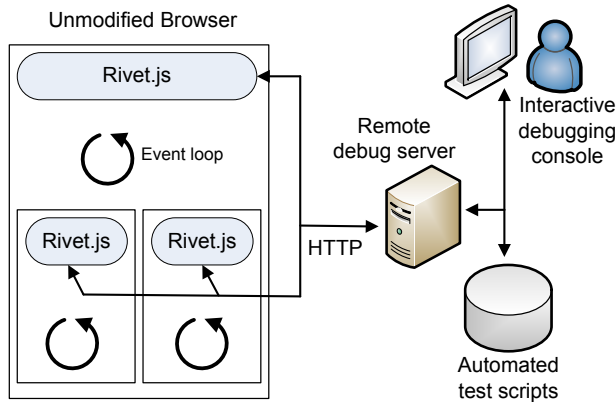 Unmodified Browser
Rivet.js
Event loop
Rivet.js
Rivet.js
HTTP
Remote
debug server
Interactive
debugging
console
Automated
test scripts